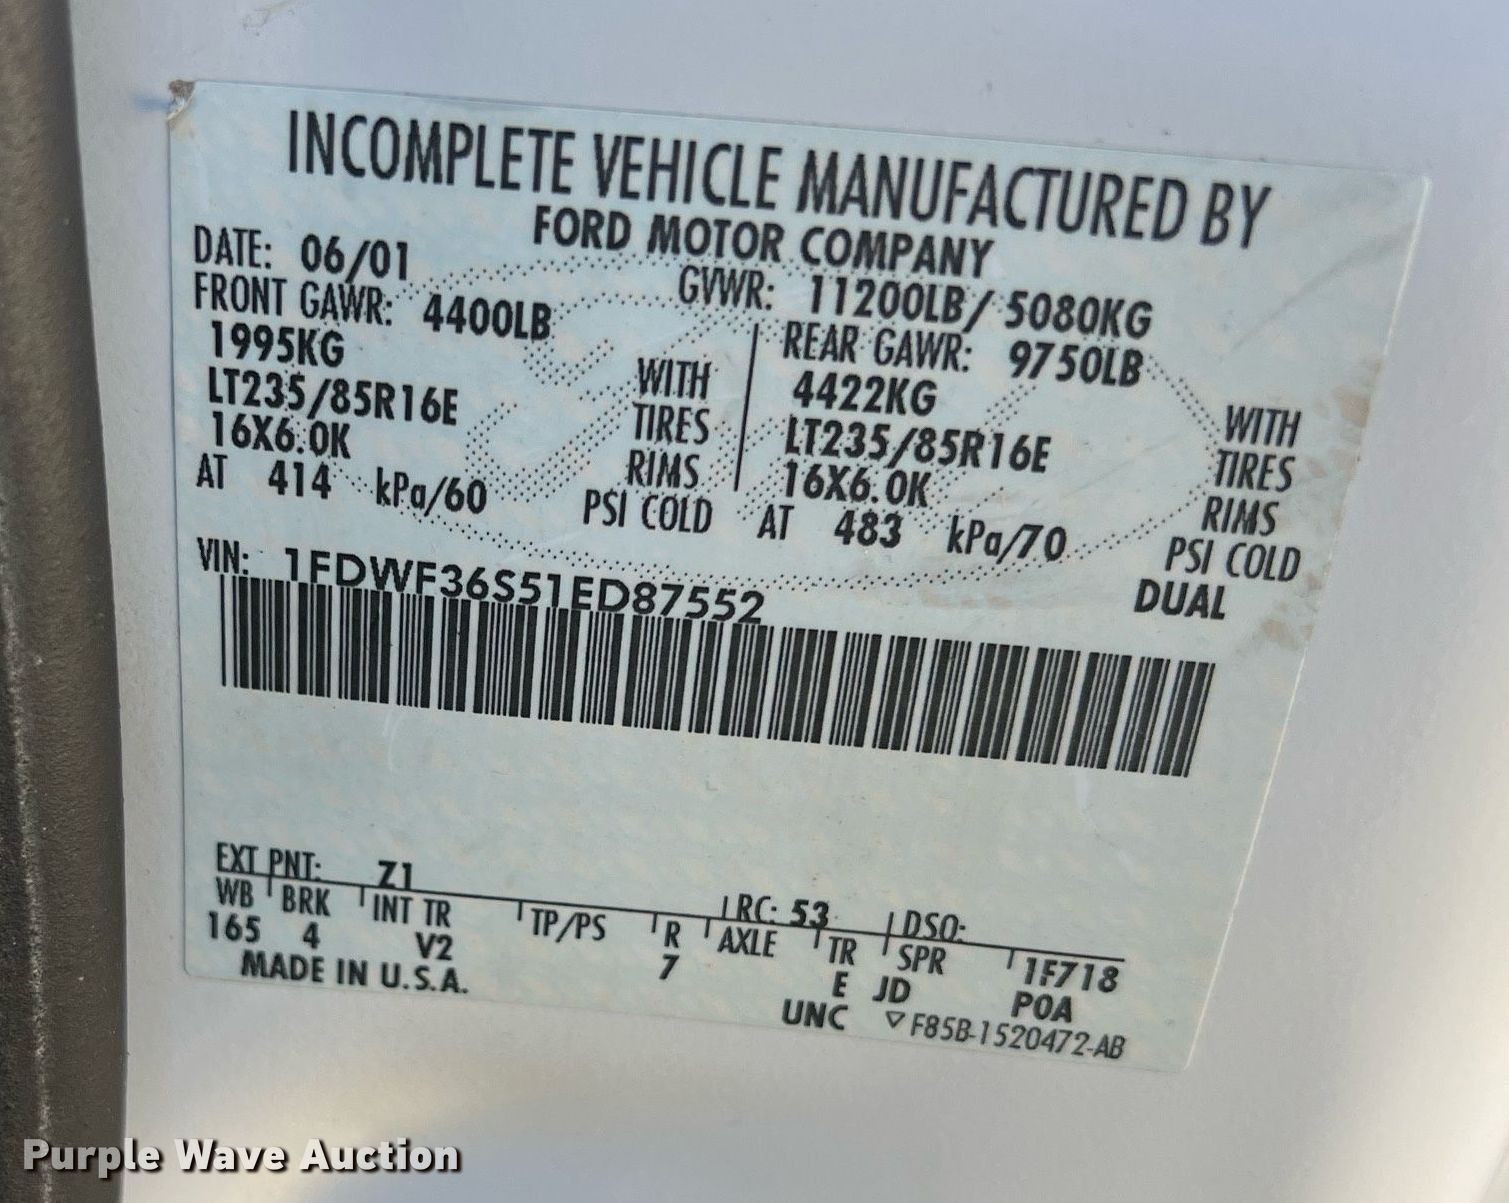 INCOMPLETE VEHICLE MANUFACTURED BY
FORD MOTOR COMPANY
DATE: 06/01
GVWR: 11200LB/ 5080KG
FRONT GAWR: 4400LB
1995KG WITH
LT235/85R16E TIRES
16X6.0K RIMS
AT 414 kPa/60 PSI COLD
REAR GAWR: 9750LB
4422KG WITH
LT235/85R16E TIRES
16X6.0K RIMS
AT 483 kPa/70 PSI COLD
DUAL
VIN: 1FDWF36S51ED87552
EXT PNT: Z1 RC: 53 DSO:
WB BRK INT TR TP/PS R AXLE TR SPR 1F718
165 4 V2 7 E JD POA
MADE IN U.S.A. UNC ▽F85B-1520472-AB
Purple Wave Auction